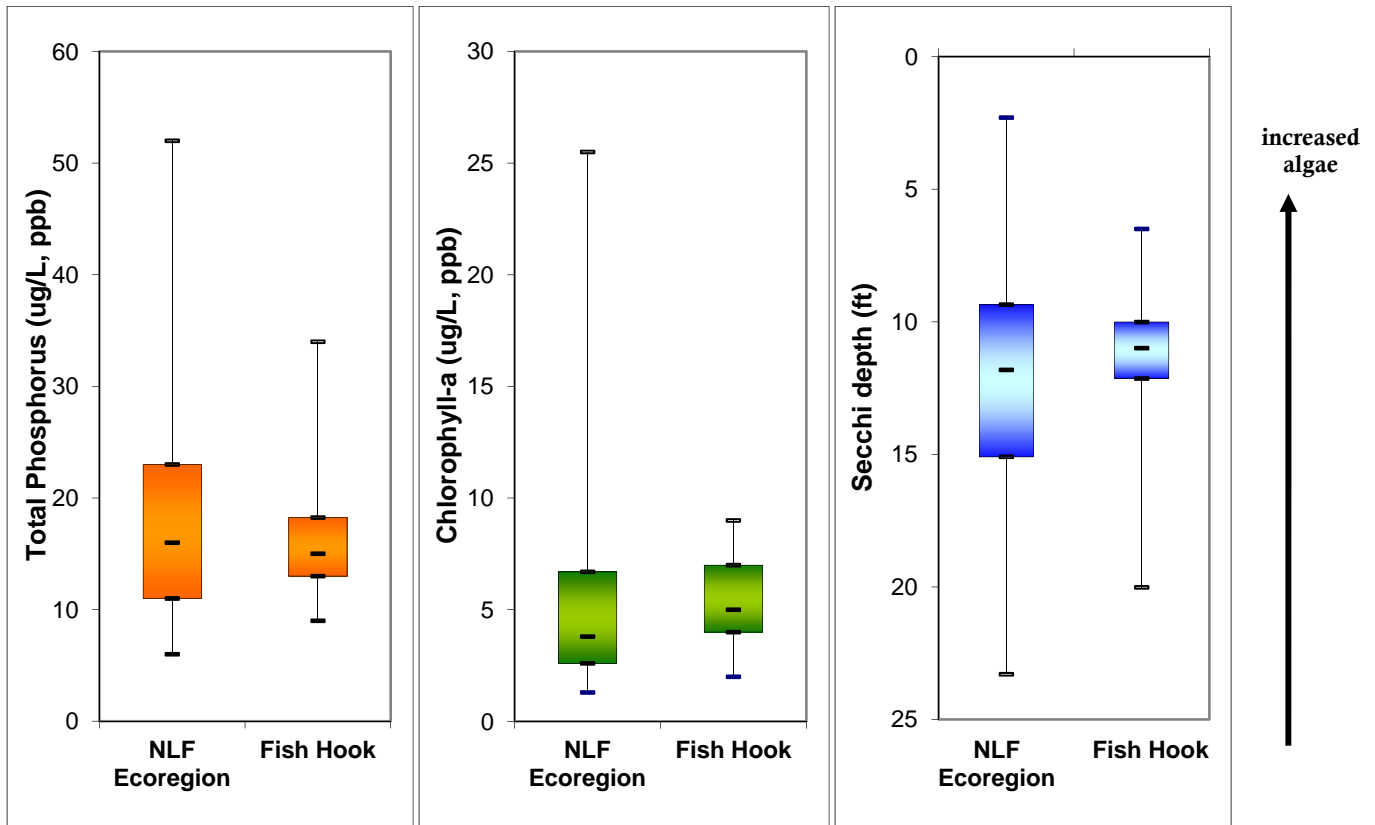 Total Phosphorus (ug/L, ppb)
60
50
40
30
20
10
0
NLF
Ecoregion
Fish Hook
Chlorophyll-a (ug/L, ppb)
30
25
20
15
10
5
0
NLF
Ecoregion
Fish Hook
Secchi depth (ft)
0
5
10
15
20
25
NLF
Ecoregion
Fish Hook
increased
algae